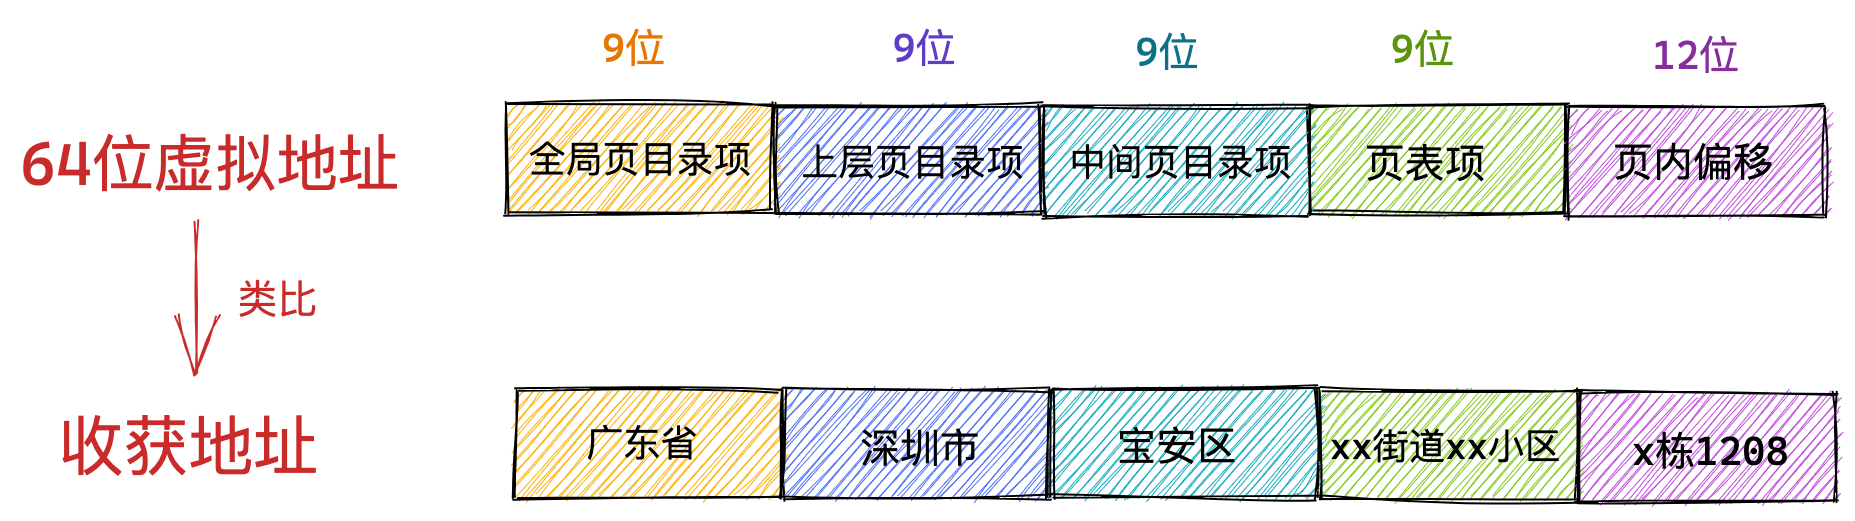 9位 9位 9位 9位 12位
64位虚拟地址 全局页目录项 上层页目录项 中间页目录项 页表项 页内偏移
类比
收获地址 广东省 深圳市 宝安区 xx街道xx小区 x栋1208